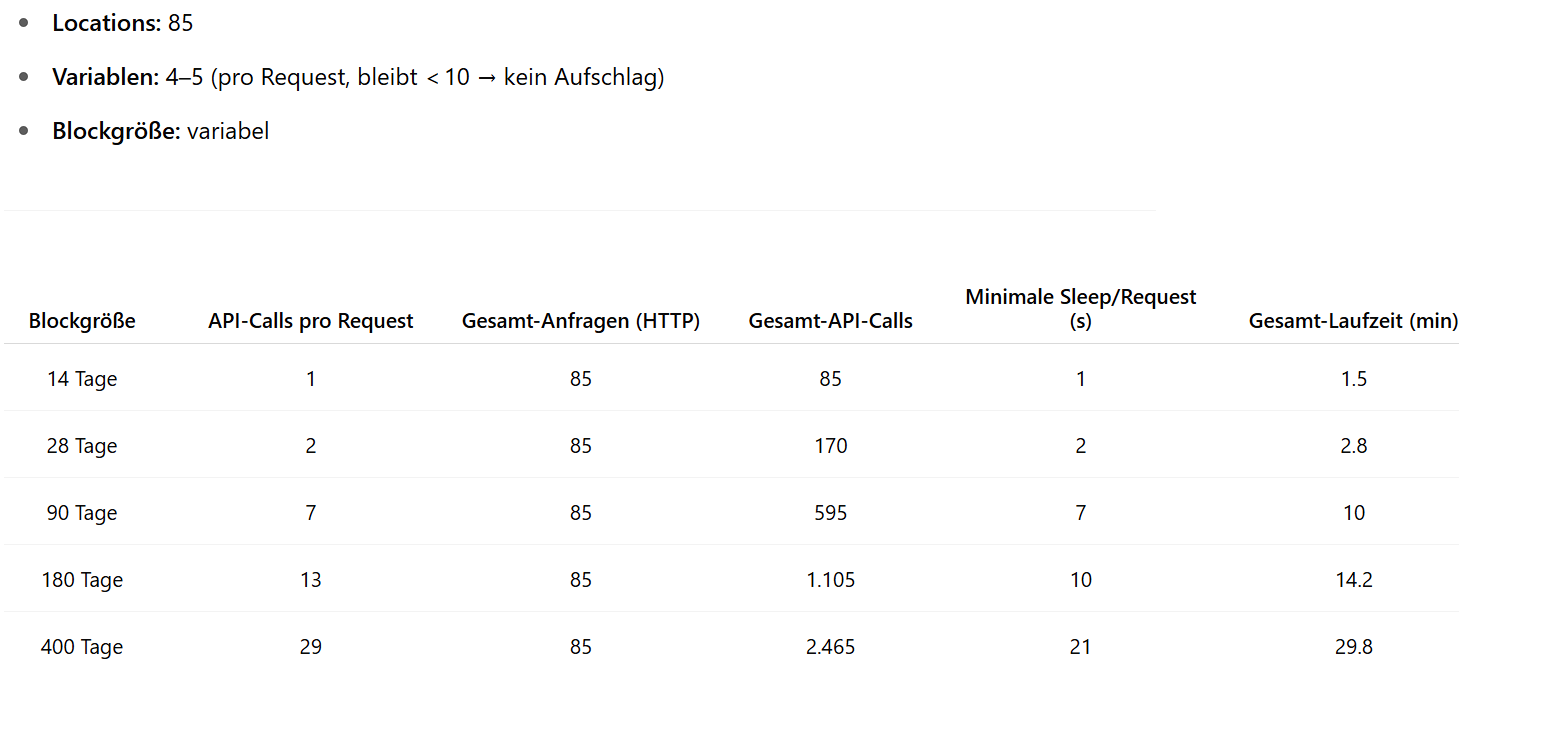 Locations: 85
Variablen: 4–5 (pro Request, bleibt < 10 → kein Aufschlag)
Blockgröße: variabel
Blockgröße API-Calls pro Request Gesamt-Anfragen (HTTP) Gesamt-API-Calls Minimale Sleep/Request (s) Gesamt-Laufzeit (min)
14 Tage 1 85 85 1 1.5
28 Tage 2 85 170 2 2.8
90 Tage 7 85 595 7 10
180 Tage 13 85 1.105 10 14.2
400 Tage 29 85 2.465 21 29.8